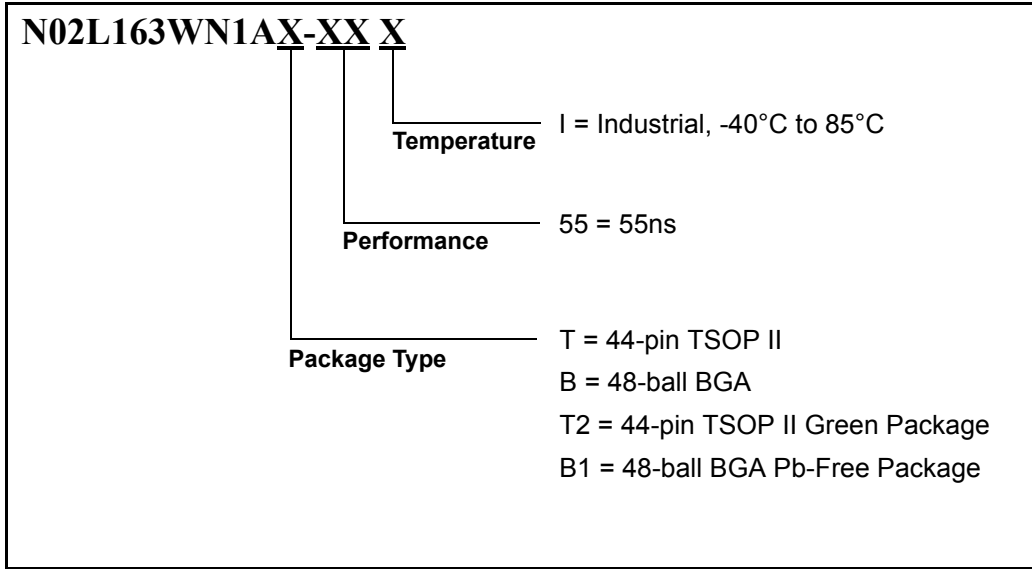 N02L163WN1AX-XX X
Temperature
I = Industrial, -40°C to 85°C
Performance
55 = 55ns
Package Type
T = 44-pin TSOP II
B = 48-ball BGA
T2 = 44-pin TSOP II Green Package
B1 = 48-ball BGA Pb-Free Package